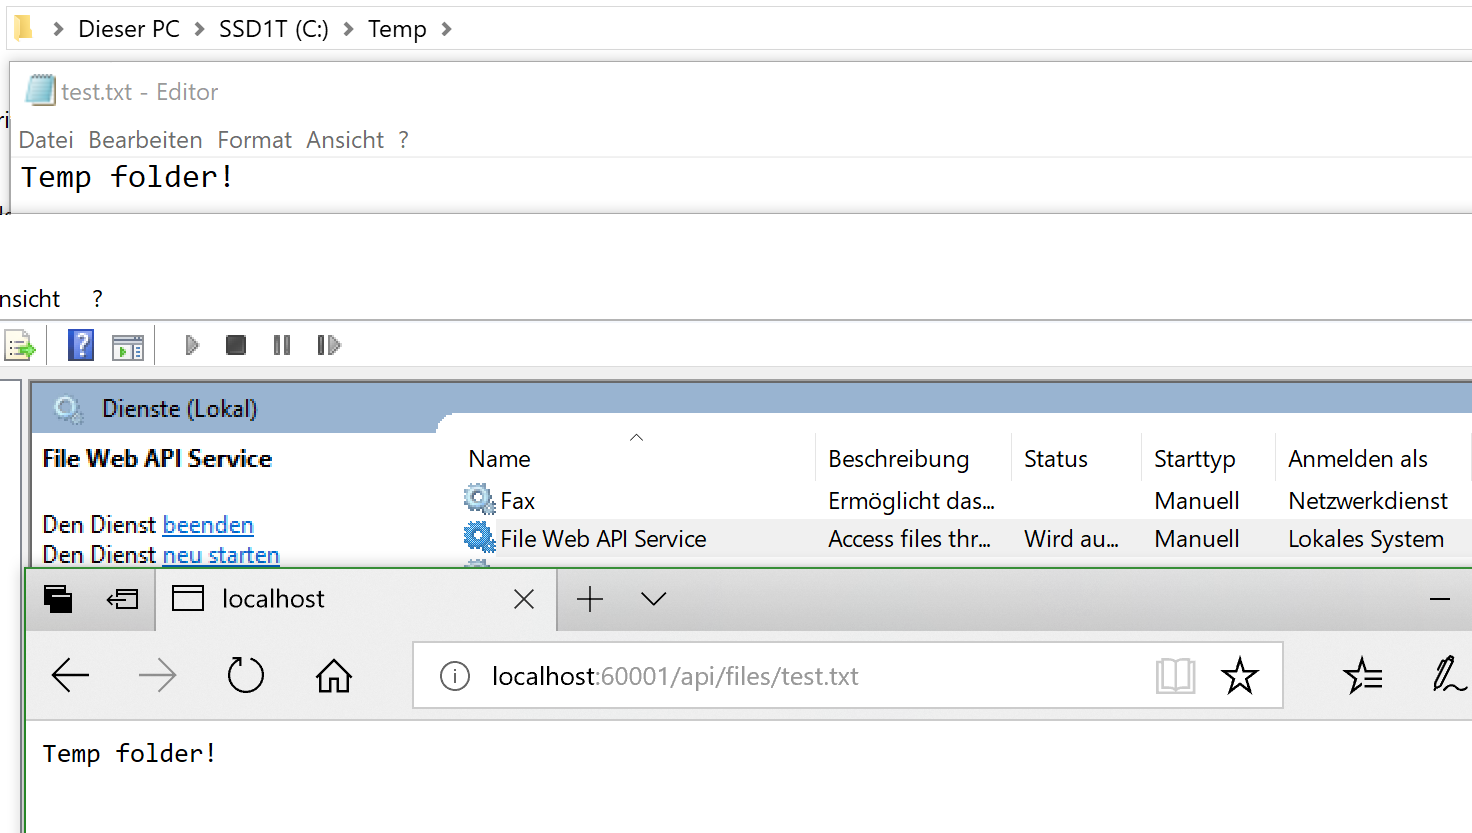 Dieser PC > SSD1T (C:) > Temp >
test.txt - Editor
Datei Bearbeiten Format Ansicht ?
Temp folder!
nsicht ?
Dienste (Lokal)
File Web API Service
Den Dienst beenden
Den Dienst neu starten
Name Beschreibung Status Starttyp Anmelden als
Fax Ermöglicht das... Manuell Netzwerkdienst
File Web API Service Access files thr... Wird au... Manuell Lokales System
localhost
localhost:60001/api/files/test.txt
Temp folder!